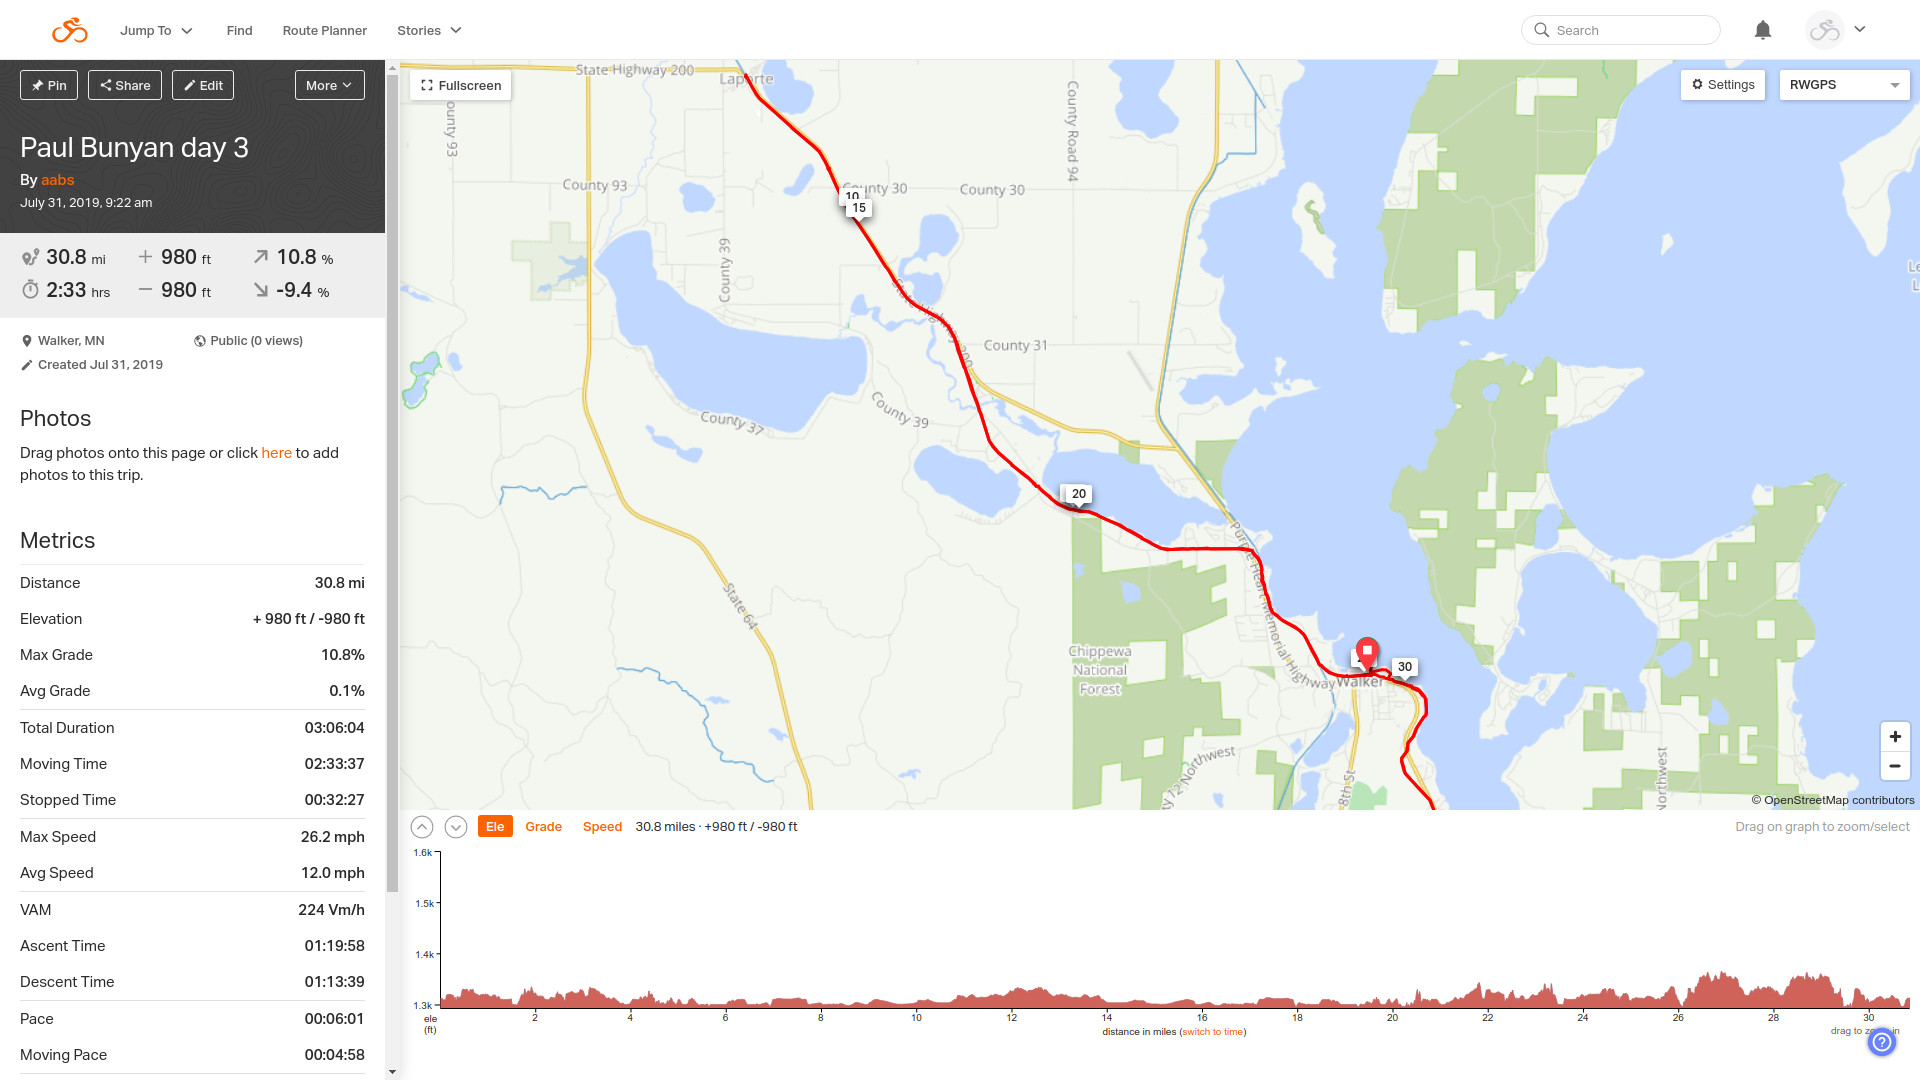 Jump To
Find
Route Planner
Stories
Search
Pin
Share
Edit
More
Paul Bunyan day 3
By aabs
July 31, 2019, 9:22 am
30.8 mi
980 ft
10.8 %
2:33 hrs
980 ft
-9.4 %
Walker, MN
Public (0 views)
Created Jul 31, 2019
Photos
Drag photos onto this page or click here to add
photos to this trip.
Metrics
Distance 30.8 mi
Elevation + 980 ft / -980 ft
Max Grade 10.8%
Avg Grade 0.1%
Total Duration 03:06:04
Moving Time 02:33:37
Stopped Time 00:32:27
Max Speed 26.2 mph
Avg Speed 12.0 mph
VAM 224 Vm/h
Ascent Time 01:19:58
Descent Time 01:13:39
Pace 00:06:01
Moving Pace 00:04:58
Fullscreen
Settings
RWGPS
State Highway 200
Laporte
County Road 94
County 93
County 30
County 30
10
15
County 39
State Highway 200
County 31
County 37
County 39
20
Purple Heart Memorial Highway
State 64
Chippewa
National
Forest
30
Walker
72 Northwest
8th St
Northwest
+
−
© OpenStreetMap contributors
Ele
Grade
Speed
30.8 miles · +980 ft / -980 ft
Drag on graph to zoom/select
1.6k
1.5k
1.4k
1.3k
ele
(ft)
2 4 6 8 10 12 14 16 18 20 22 24 26 28 30
distance in miles (switch to time)
drag to
?